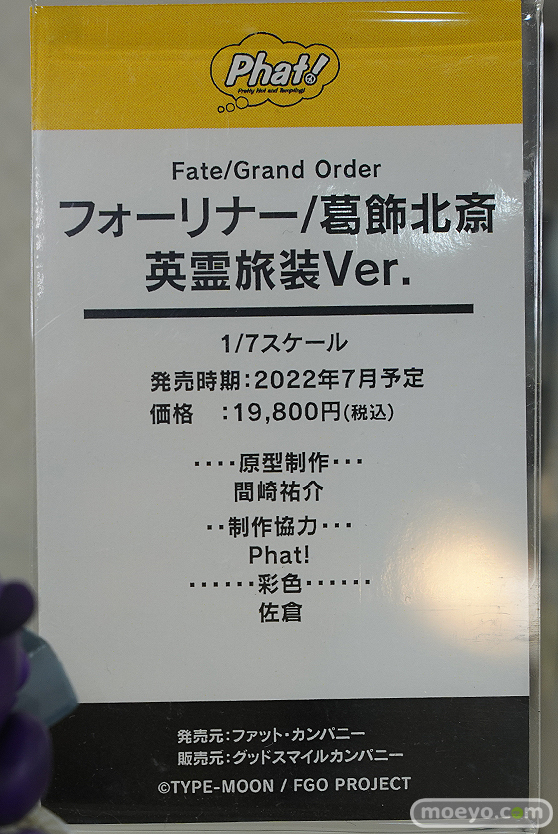 Phat!
Pretty Hot and Tempting!
Fate/Grand Order
フォーリナー/葛飾北斎
英霊旅装Ver.
1/7スケール
発売時期:2022年7月予定
価格 :19,800円(税込)
････原型制作･･･
間崎祐介
･･制作協力･･･
Phat!
･･････彩色･･････
佐倉
発売元:ファット・カンパニー
販売元:グッドスマイルカンパニー
©TYPE-MOON / FGO PROJECT
moeyo.com